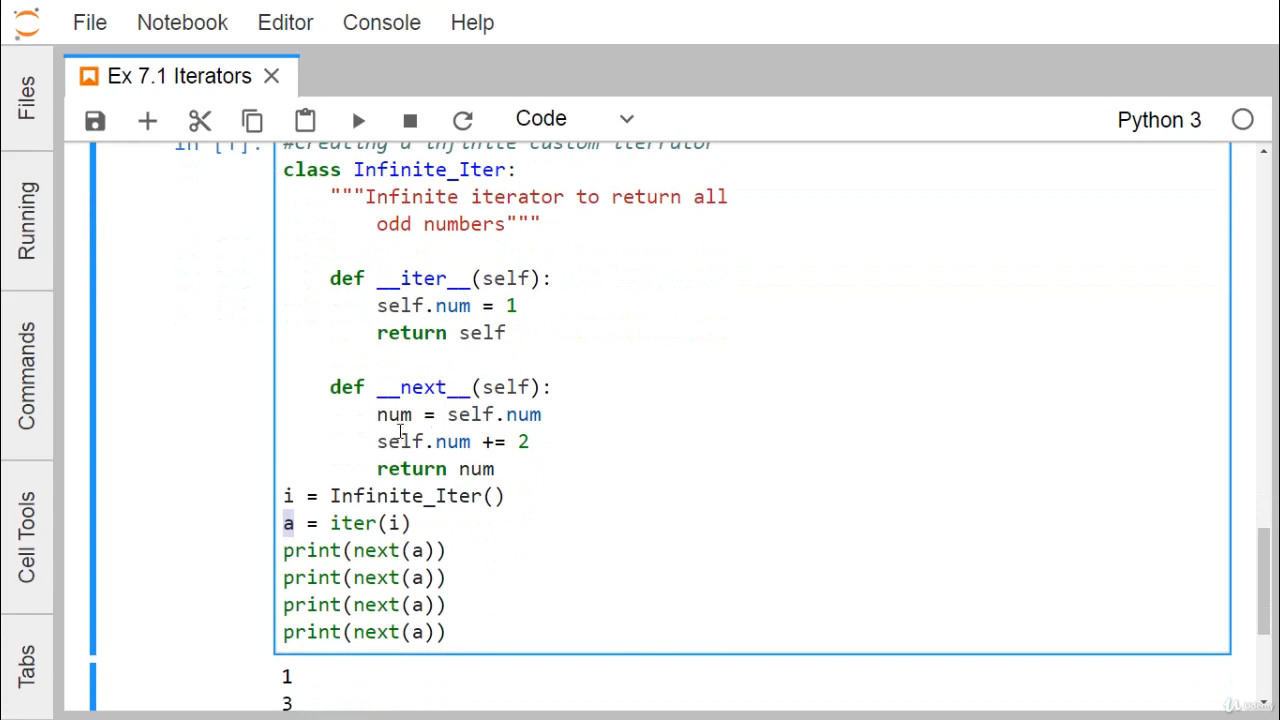 File Notebook Editor Console Help
Ex 7.1 Iterators
Code Python 3
Files
Running
Commands
Cell Tools
Tabs
#Creating a infinite custom iterrator
class Infinite_Iter:
"""Infinite iterator to return all
odd numbers"""
def __iter__(self):
self.num = 1
return self
def __next__(self):
num = self.num
self.num += 2
return num
i = Infinite_Iter()
a = iter(i)
print(next(a))
print(next(a))
print(next(a))
print(next(a))
1
3
Udemy